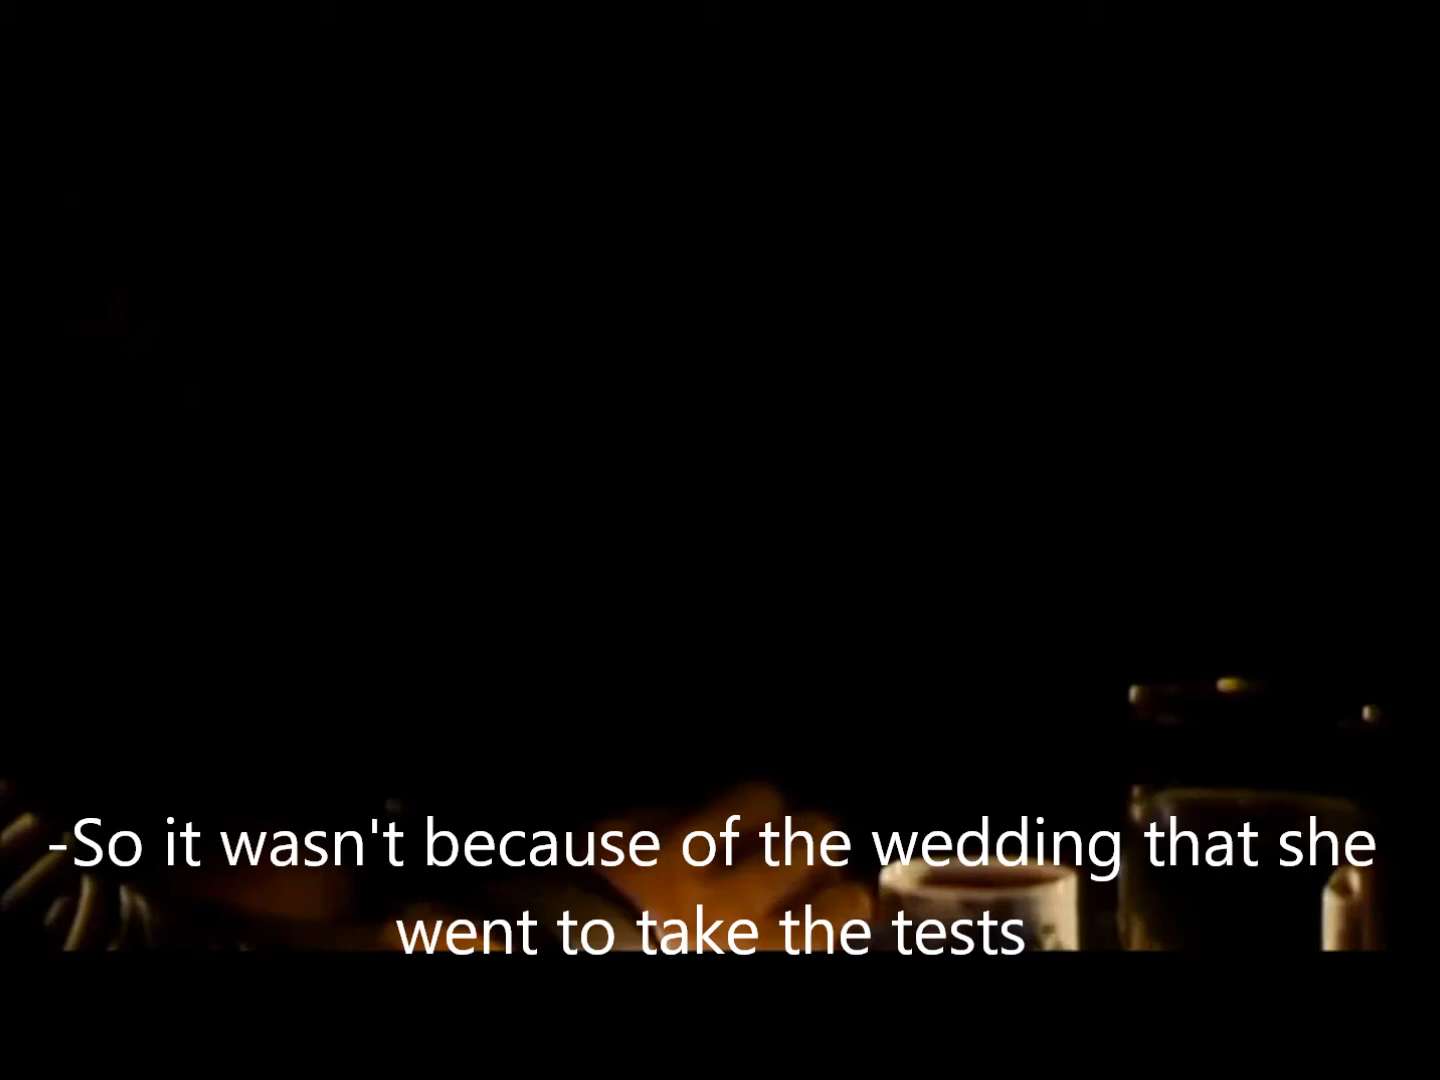 -So it wasn't because of the wedding that she
went to take the tests